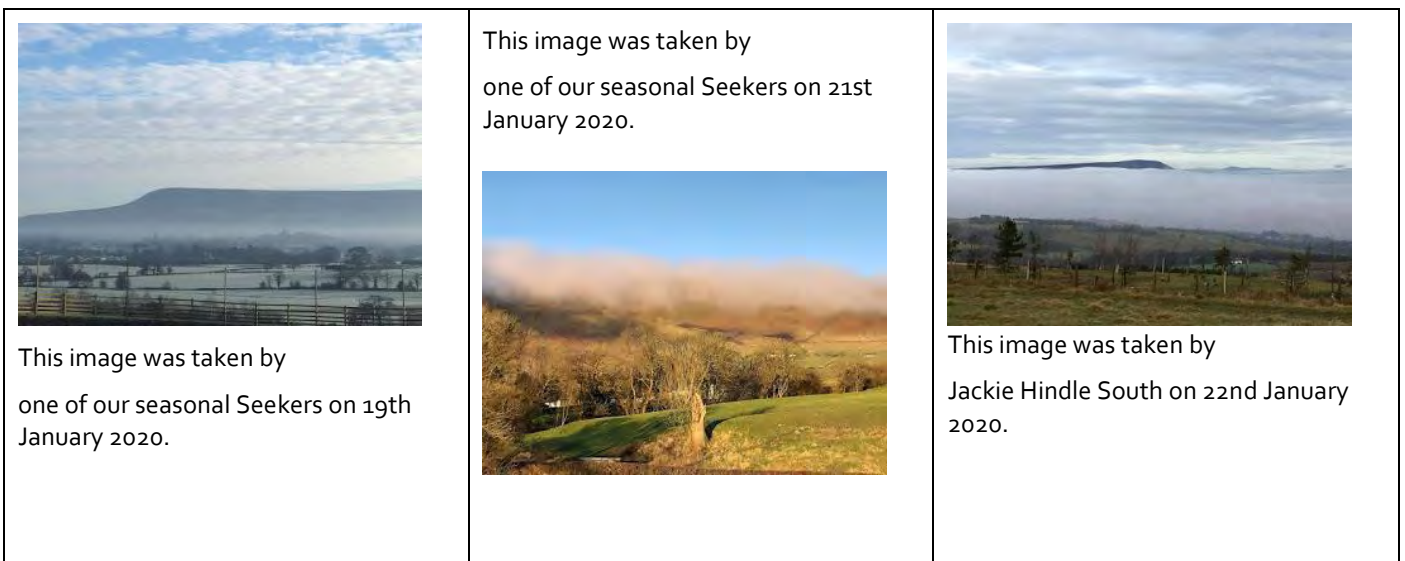 This image was taken by
one of our seasonal Seekers on 19th
January 2020.
This image was taken by
one of our seasonal Seekers on 21st
January 2020.
This image was taken by
Jackie Hindle South on 22nd January
2020.